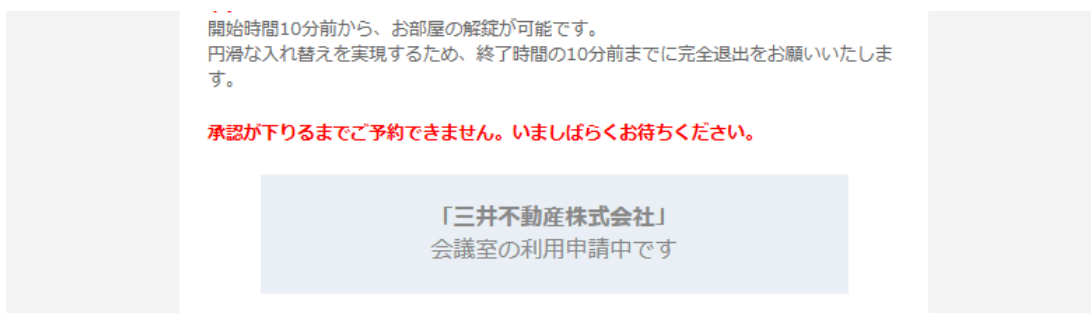 開始時間10分前から、お部屋の解錠が可能です。
円滑な入れ替えを実現するため、終了時間の10分前までに完全退出をお願いいたしま
す。
承認が下りるまでご予約できません。いましばらくお待ちください。
「三井不動産株式会社」
会議室の利用申請中です